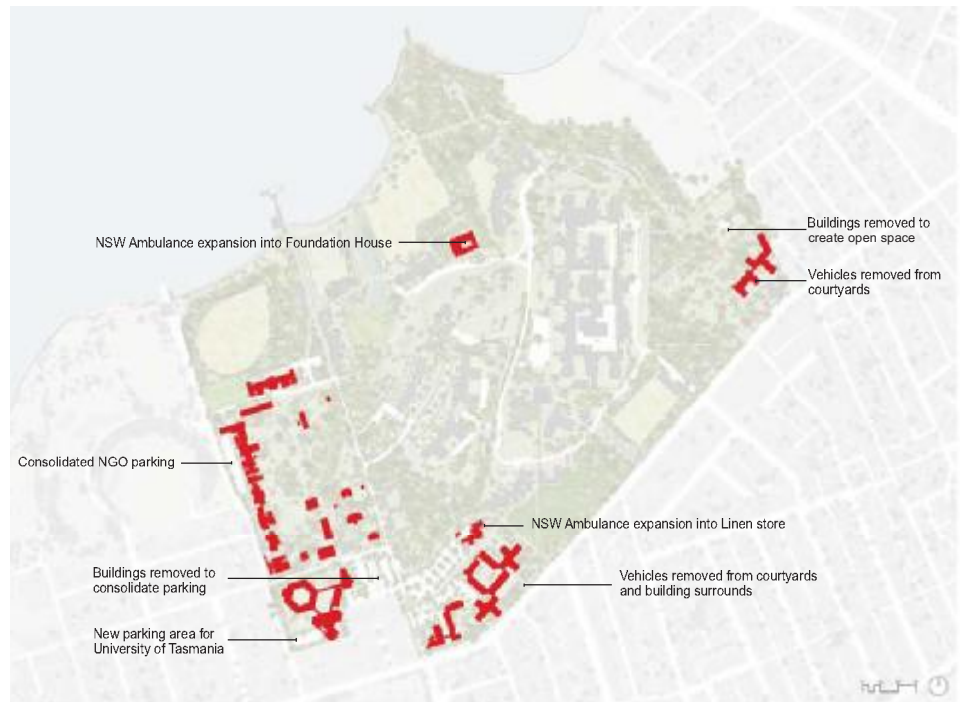 NSW Ambulance expansion into Foundation House
Buildings removed to
create open space
Vehicles removed from
courtyards
Consolidated NGO parking
NSW Ambulance expansion into Linen store
Buildings removed to
consolidate parking
Vehicles removed from courtyards
and building surrounds
New parking area for
University of Tasmania